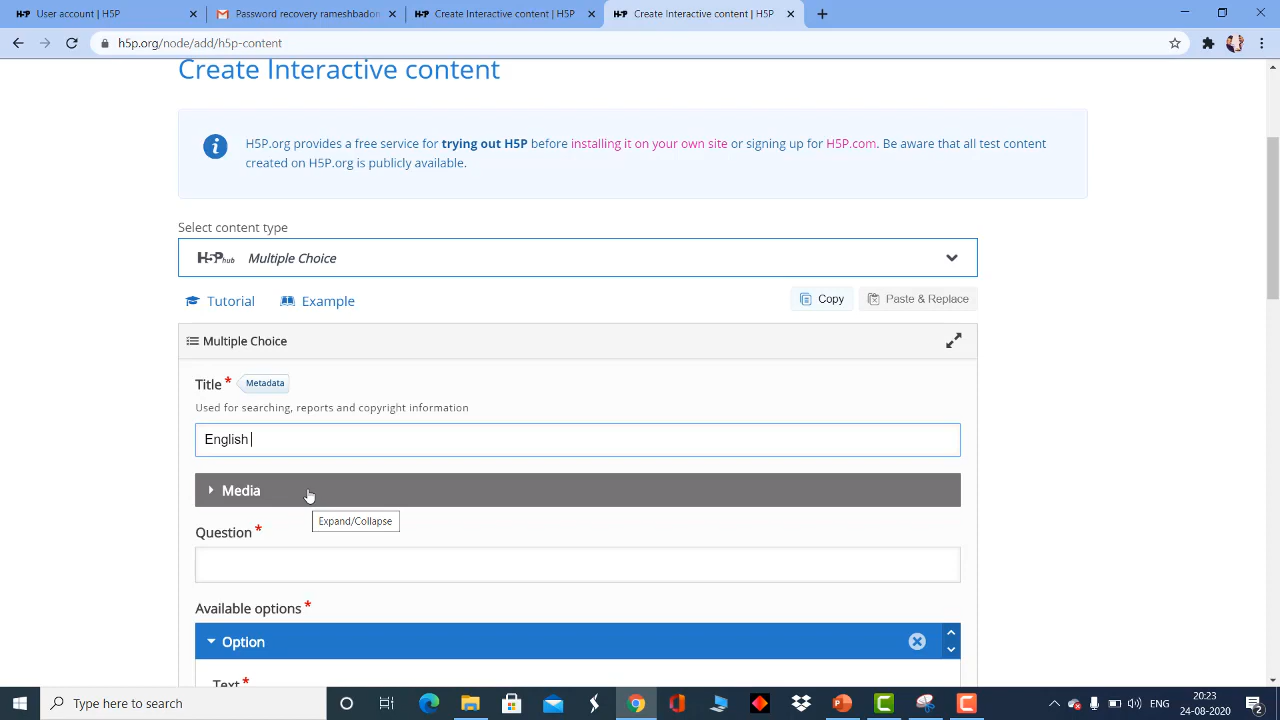 User account | H5P
Password rameshbadon
Create Interactive content | H5P
Create Interactive content | H5P
h5p.org/node/add/h5p-content
Create Interactive content
H5P.org provides a free service for trying out H5P before installing it on your own site or signing up for H5P.com. Be aware that all test content
created on H5P.org is publicly available.
Select content type
H5P hub Multiple Choice
Tutorial Example Copy Paste & Replace
Multiple Choice
Title * Metadata
Used for searching, reports and copyright information
English
Media
Expand/Collapse
Question *
Available options *
Option
Text *
Type here to search
ENG
20:23
24-08-2020
2